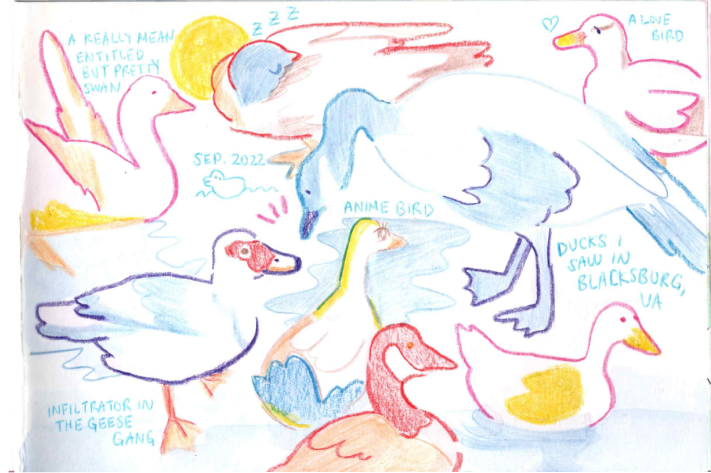 A REALLY MEAN
ENTITLED
BUT PRETTY
SWAN
Z Z Z
A LOVE
BIRD
SEP. 2022
ANIME BIRD
DUCKS I
SAW IN
BLACKSBURG,
VA
INFILTRATOR IN
THE GEESE
GANG